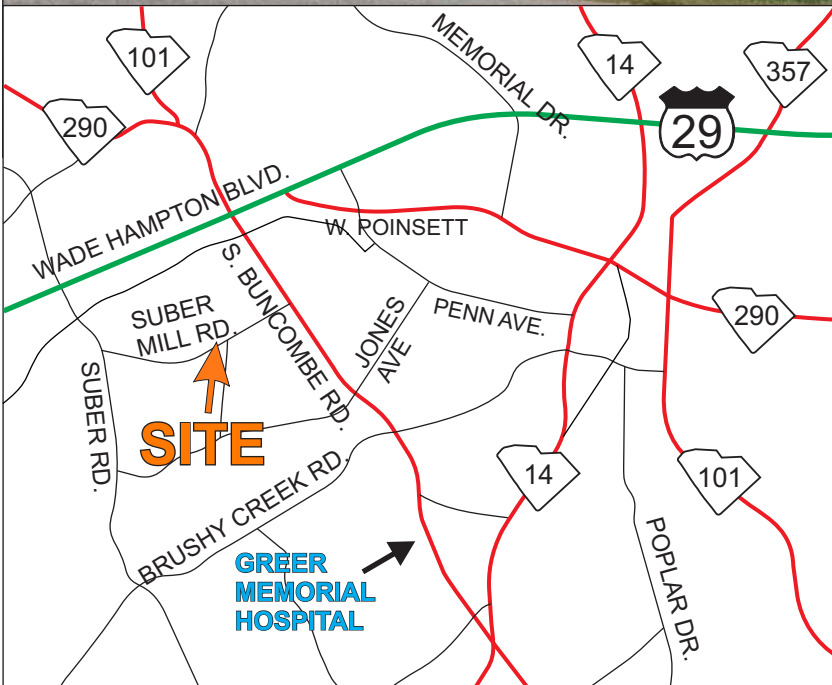 101
14
357
290
MEMORIAL DR.
29
WADE HAMPTON BLVD.
W. POINSETT
S. BUNCOMBE RD.
SUBER
MILL RD.
JONES
AVE
PENN AVE.
290
SUBER RD.
SITE
BRUSHY CREEK RD.
14
101
POPLAR DR.
GREER
MEMORIAL
HOSPITAL